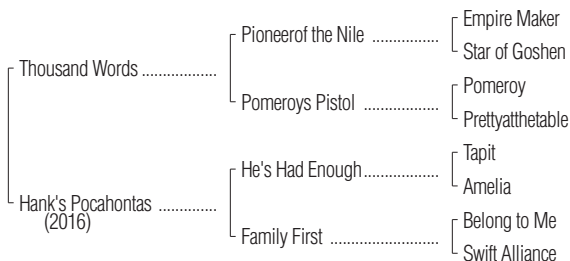 Empire Maker
Pioneerof the Nile ................
Star of Goshen
Thousand Words ..................
Pomeroy
Pomeroys Pistol ..................
Prettyatthetable
Tapit
He's Had Enough..................
Amelia
Hank's Pocahontas ..............
(2016)
Belong to Me
Family First ..........................
Swift Alliance